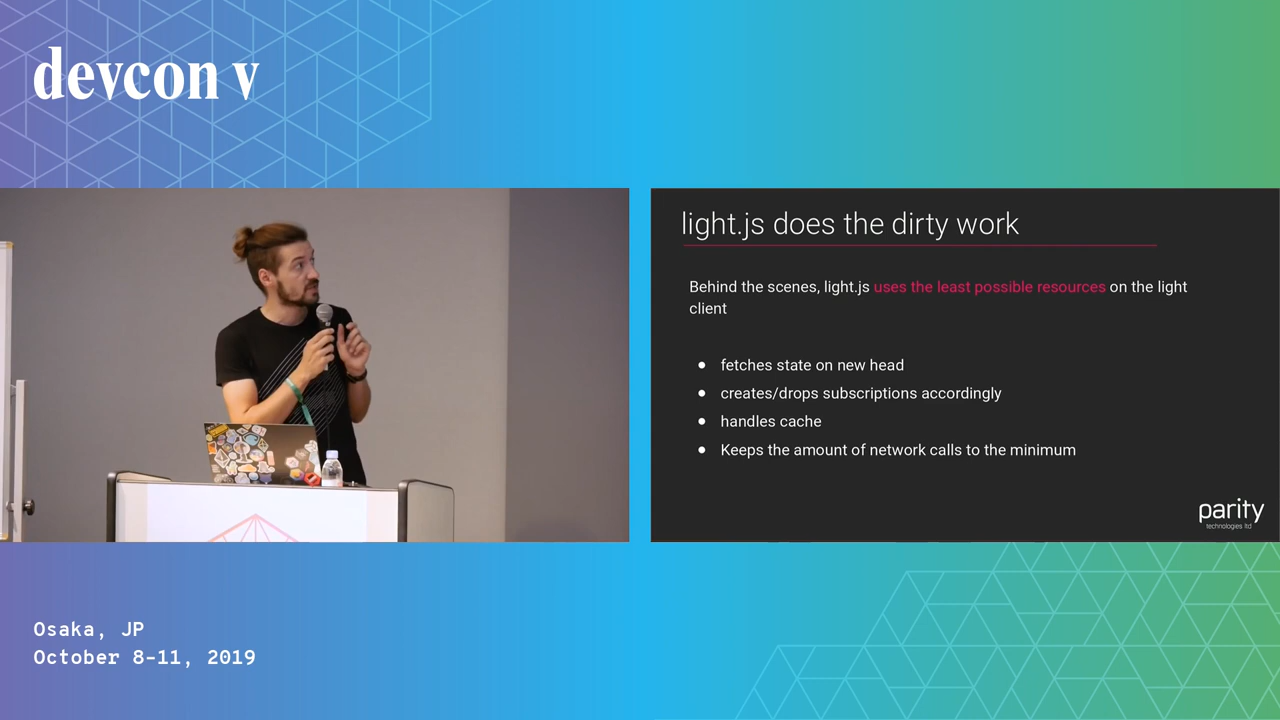 devcon v
light.js does the dirty work
Behind the scenes, light.js uses the least possible resources on the light
client
● fetches state on new head
● creates/drops subscriptions accordingly
● handles cache
● Keeps the amount of network calls to the minimum
parity
technologies ltd
Osaka, JP
October 8-11, 2019